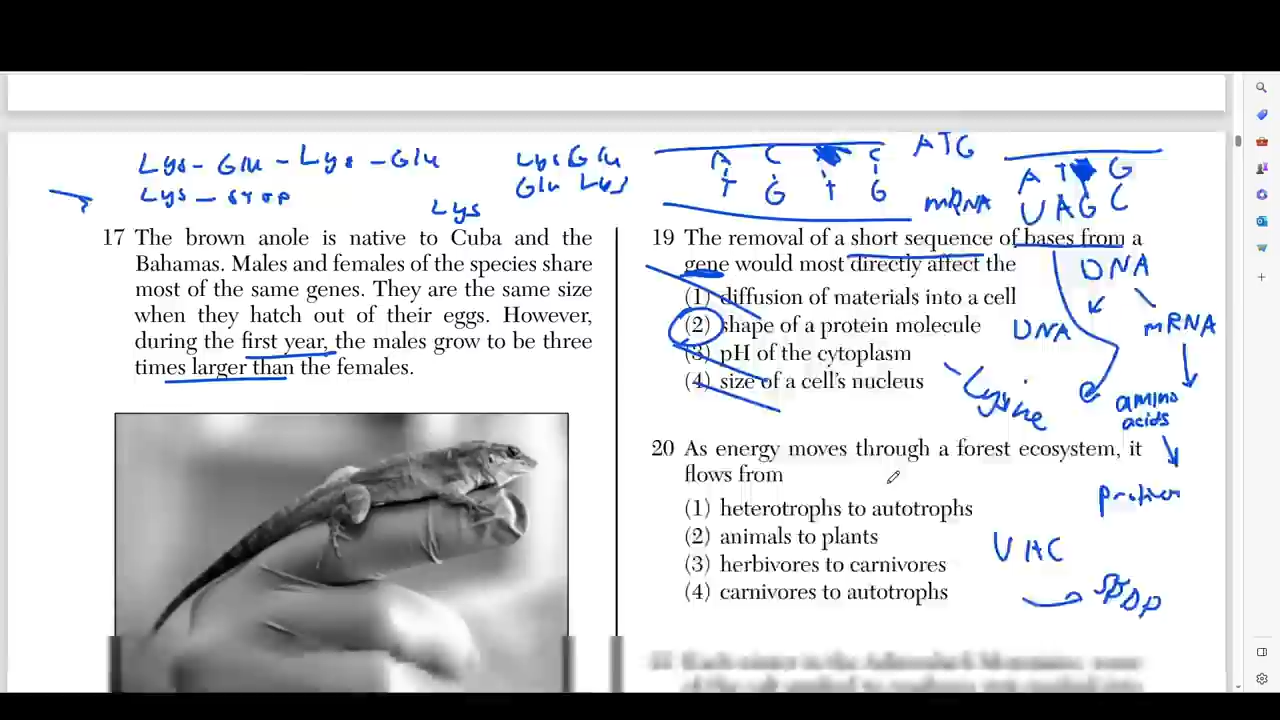 Lys - Glu - Lys - Glu
Lys - STOP
Lys Glu
Glu Lys
Lys
A C C
T G T G
ATG
mRNA
A T G
U A G C
17 The brown anole is native to Cuba and the
Bahamas. Males and females of the species share
most of the same genes. They are the same size
when they hatch out of their eggs. However,
during the first year, the males grow to be three
times larger than the females.
19 The removal of a short sequence of bases from a
gene would most directly affect the
(1) diffusion of materials into a cell
(2) shape of a protein molecule
(3) pH of the cytoplasm
(4) size of a cell's nucleus
DNA
DNA
mRNA
- Lysine
amino
acids
20 As energy moves through a forest ecosystem, it
flows from
(1) heterotrophs to autotrophs
(2) animals to plants
(3) herbivores to carnivores
(4) carnivores to autotrophs